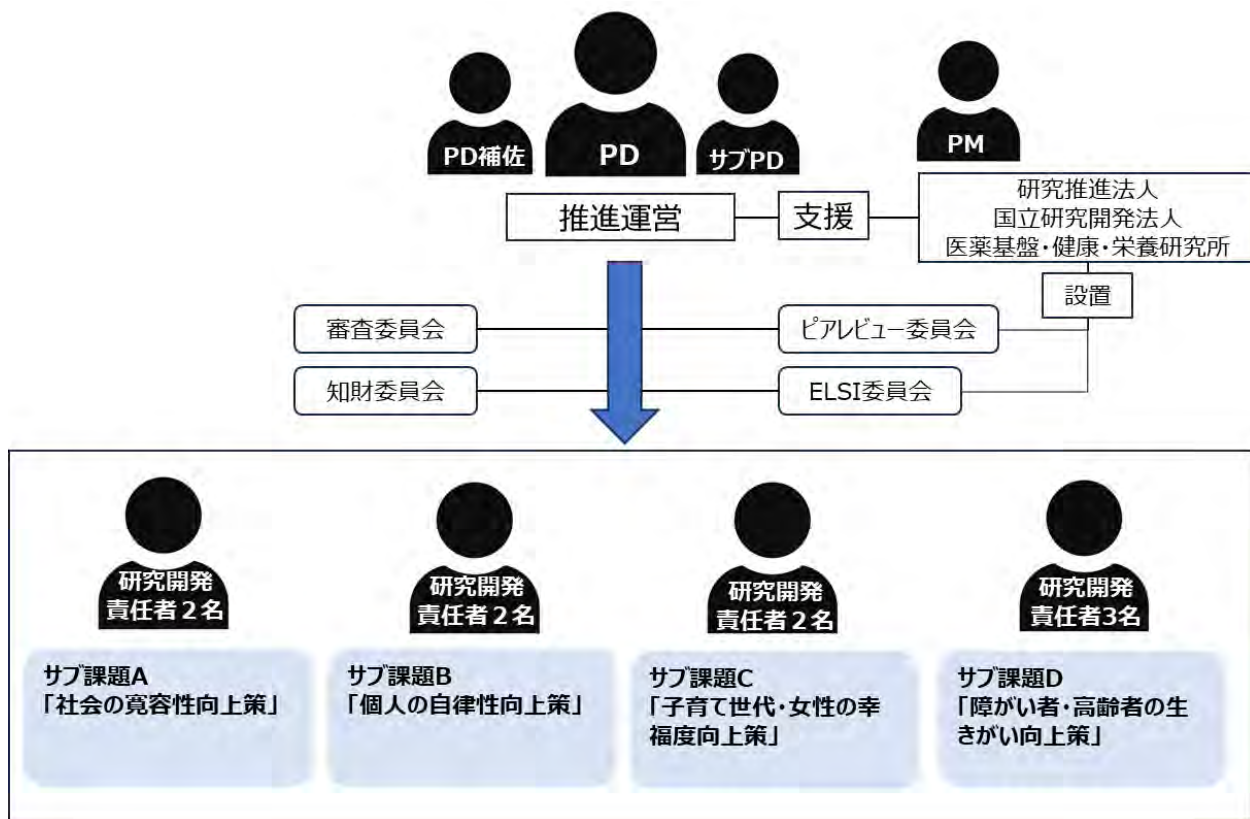 PD補佐
PD
サブPD
PM
推進運営
支援
研究推進法人
国立研究開発法人
医薬基盤・健康・栄養研究所
設置
審査委員会
ピアレビュー委員会
知財委員会
ELSI委員会
研究開発
責任者２名
研究開発
責任者２名
研究開発
責任者２名
研究開発
責任者3名
サブ課題A
「社会の寛容性向上策」
サブ課題B
「個人の自律性向上策」
サブ課題C
「子育て世代・女性の幸
福度向上策」
サブ課題D
「障がい者・高齢者の生
きがい向上策」